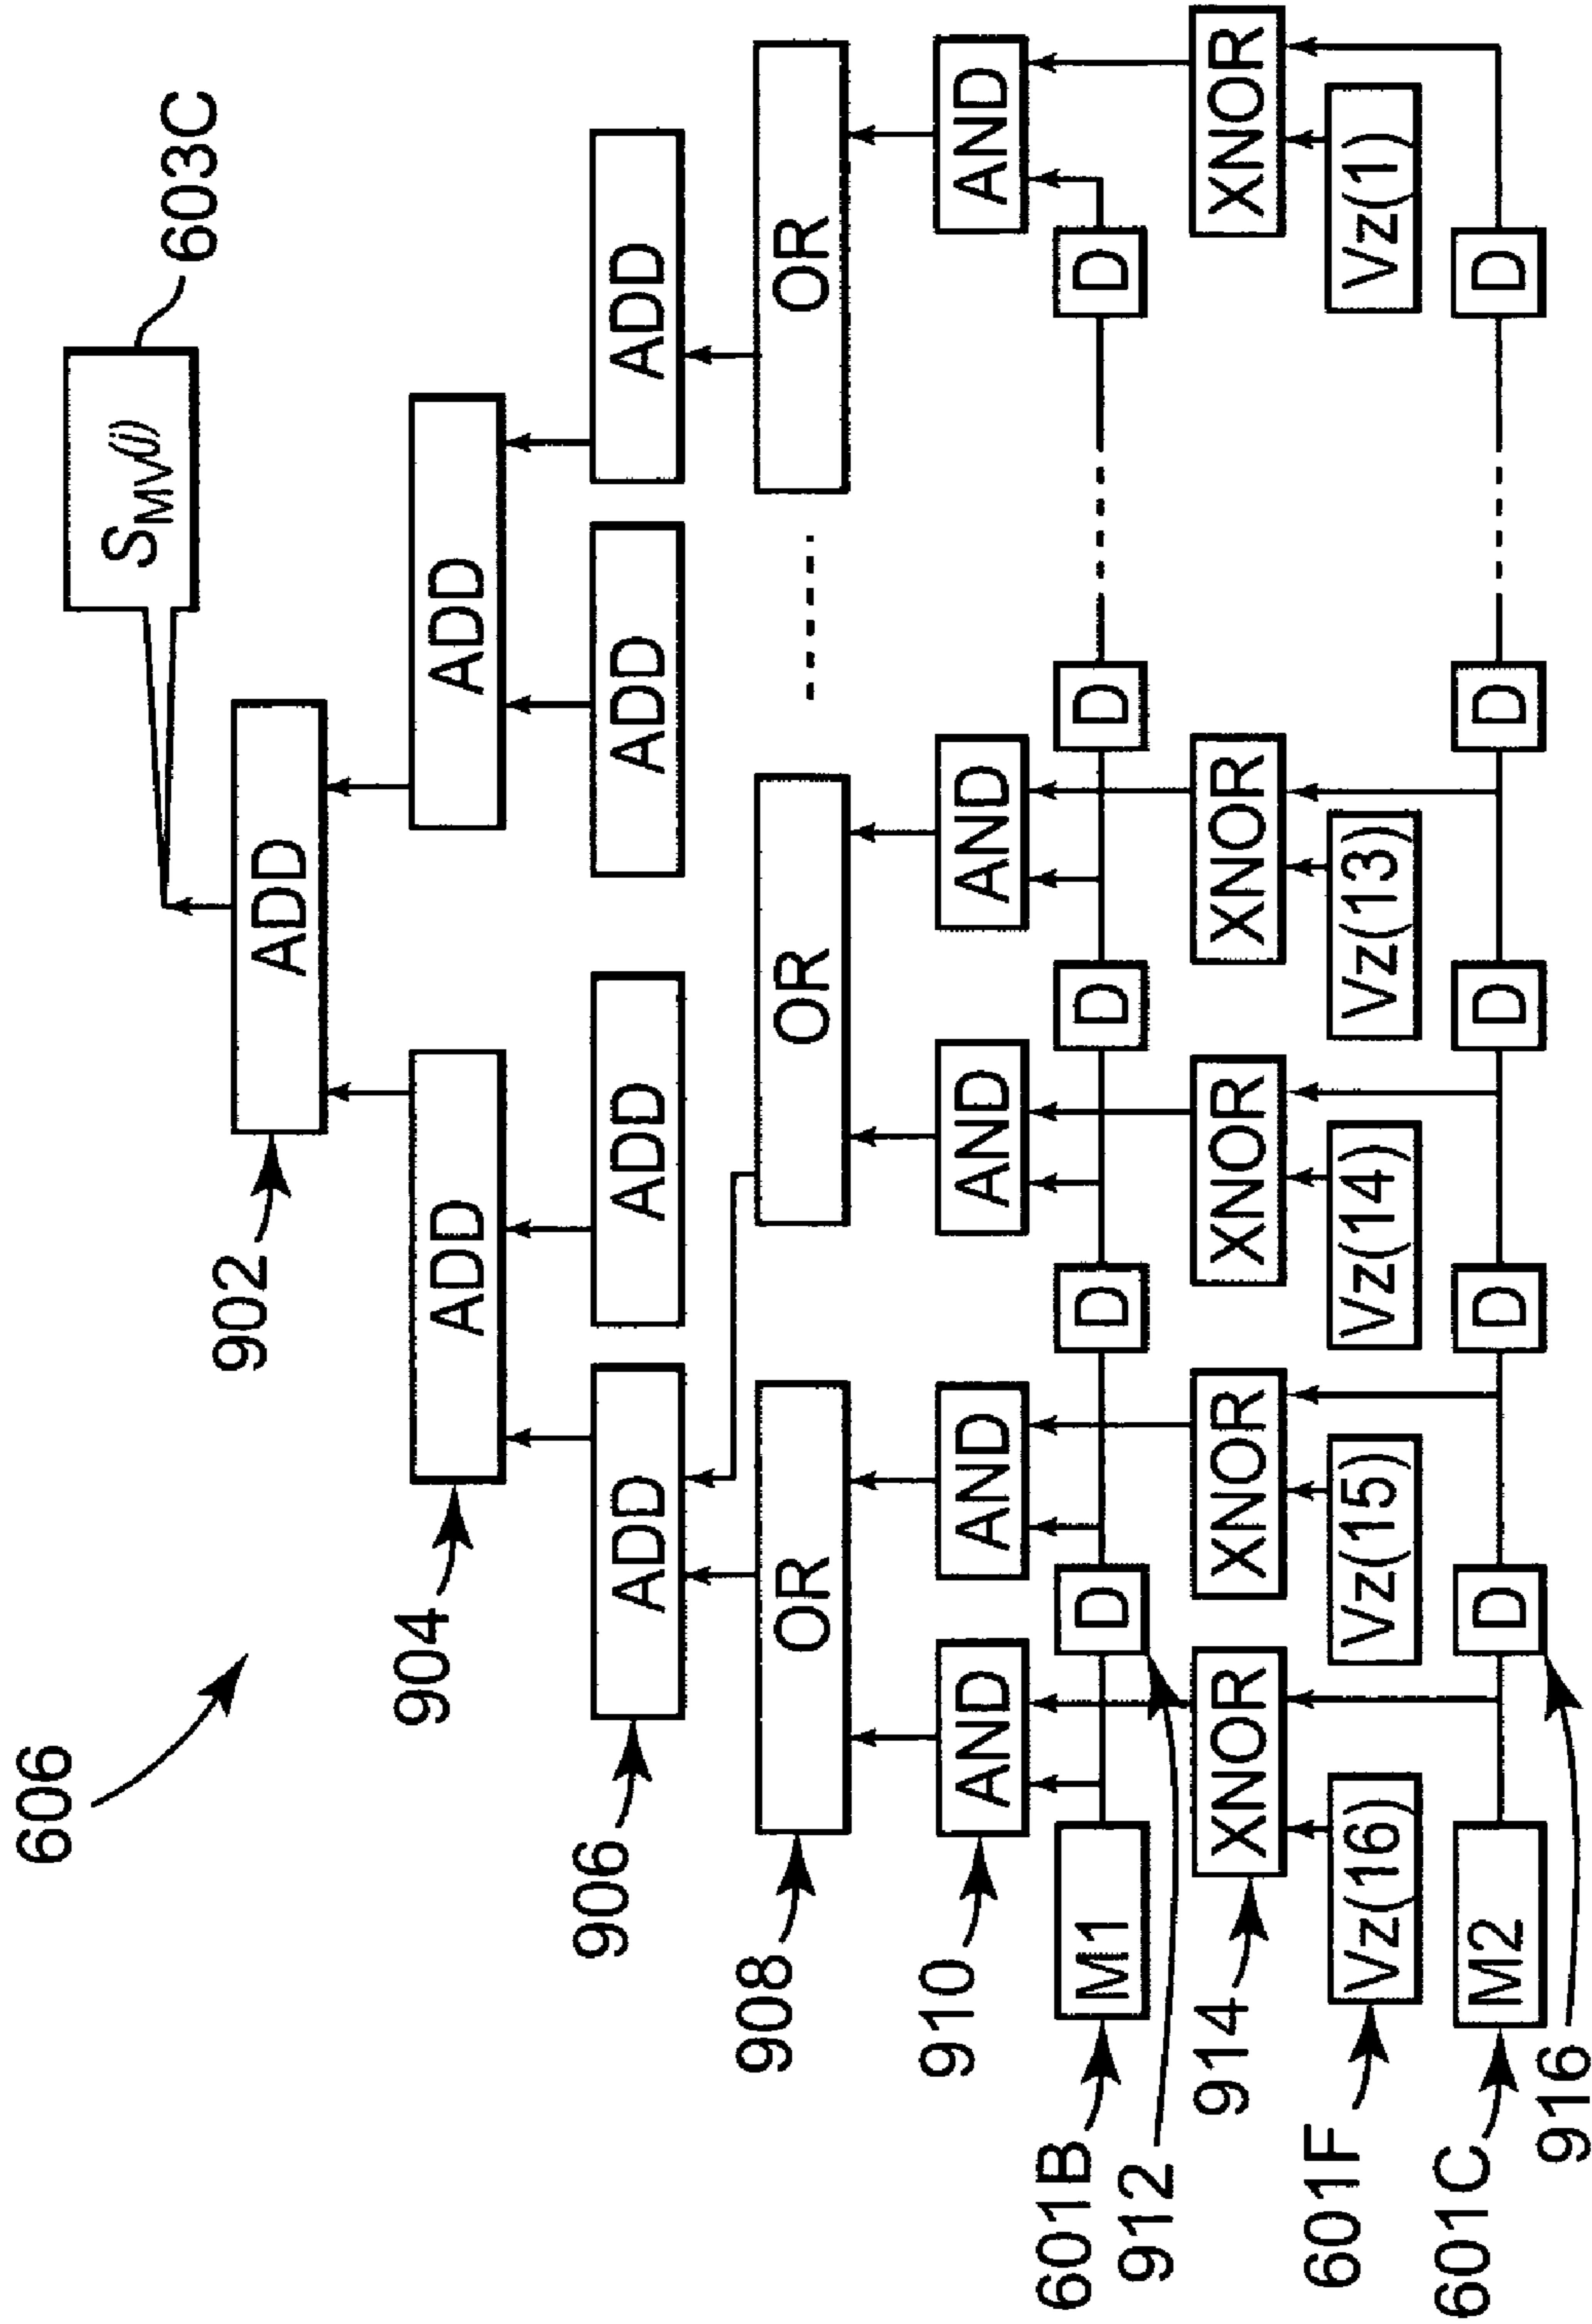 606
S_MV(i)
603C
902 ADD
904 ADD ADD
906 ADD ADD ADD ADD
908 OR OR OR
910 AND AND AND AND AND
601B M1 D D D D D
912
914 XNOR XNOR XNOR XNOR XNOR
601F Vz(16) Vz(15) Vz(14) Vz(13) Vz(1)
601C M2 D D D D D
916